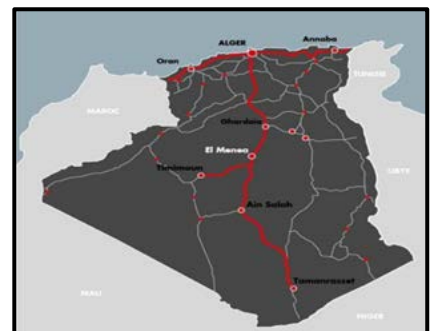 ALGER
Annaba
Oran
TUNISIE
MAROC
Ghardaia
El Menea
Timimoun
LIBYE
Ain Salah
Tamanrasset
MALI
NIGER